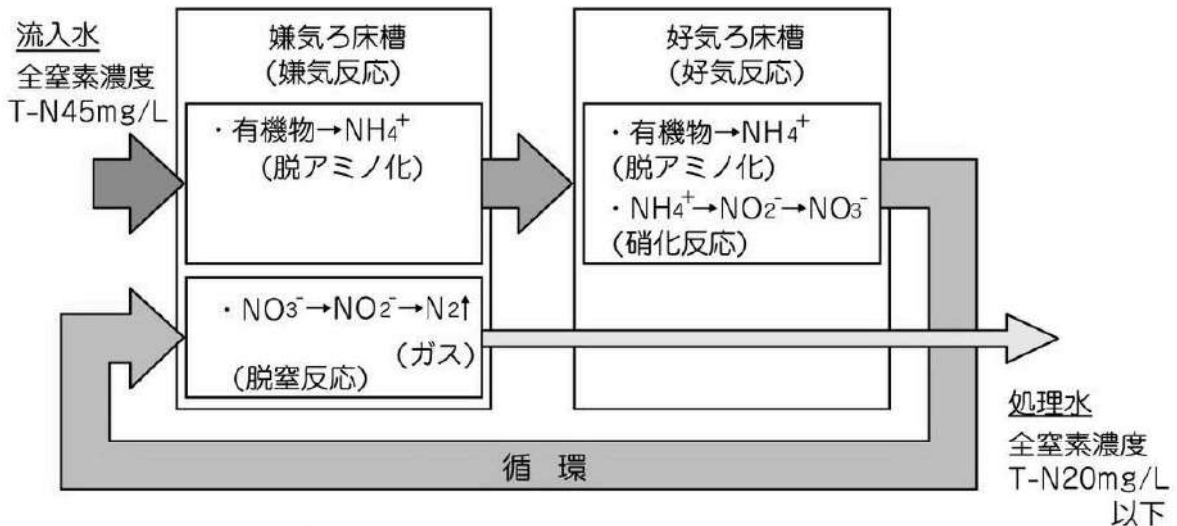 流入水
全窒素濃度
T-N45mg/L
嫌気ろ床槽
(嫌気反応)
・有機物→NH₄⁺
(脱アミノ化)
・NO₃⁻→NO₂⁻→N₂↑
(ガス)
(脱窒反応)
好気ろ床槽
(好気反応)
・有機物→NH₄⁺
(脱アミノ化)
・NH₄⁺→NO₂⁻→NO₃⁻
(硝化反応)
循 環
処理水
全窒素濃度
T-N20mg/L
以下